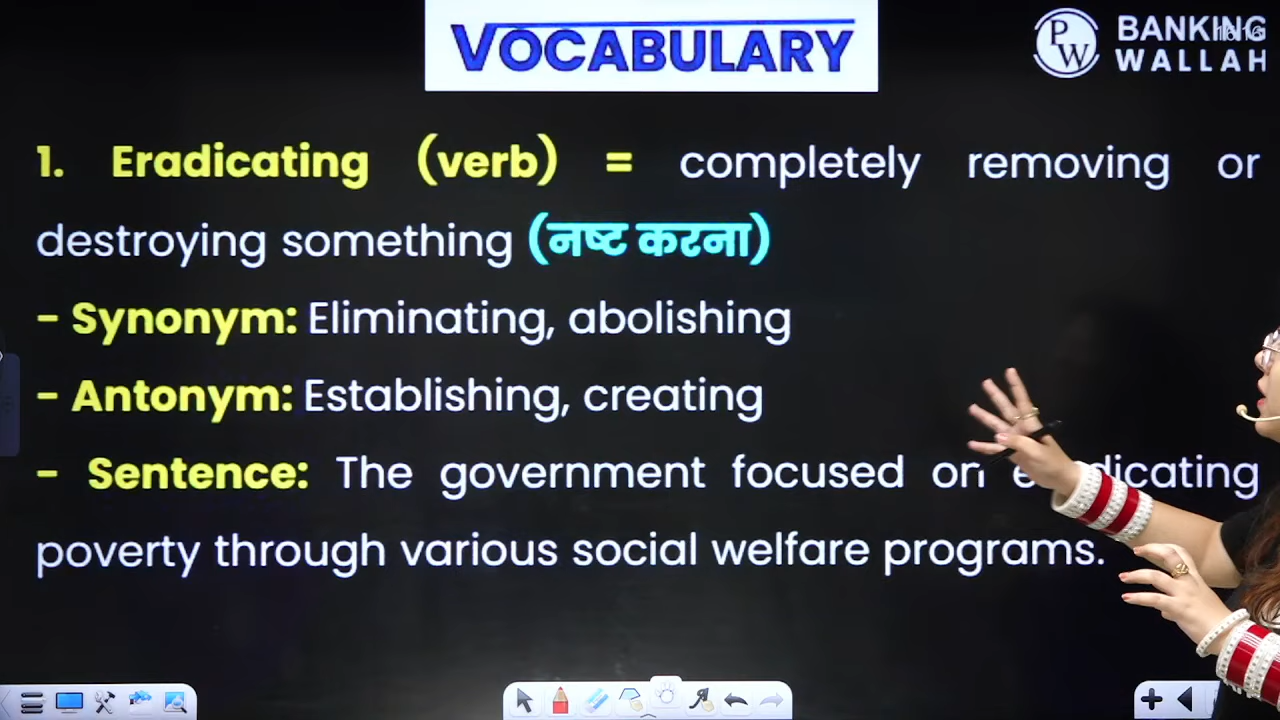 VOCABULARY
BANKING
WALLAH
PW
1. Eradicating (verb) = completely removing or
destroying something (नष्ट करना)
- Synonym: Eliminating, abolishing
- Antonym: Establishing, creating
- Sentence: The government focused on eradicating
poverty through various social welfare programs.